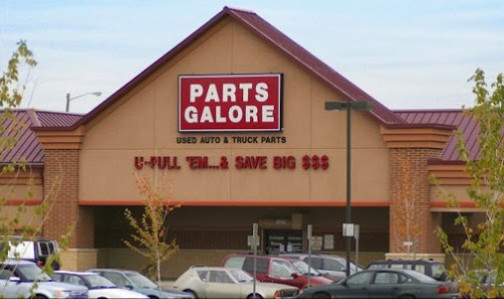 PARTS
GALORE
USED AUTO & TRUCK PARTS
U-PULL 'EM...& SAVE BIG $$$